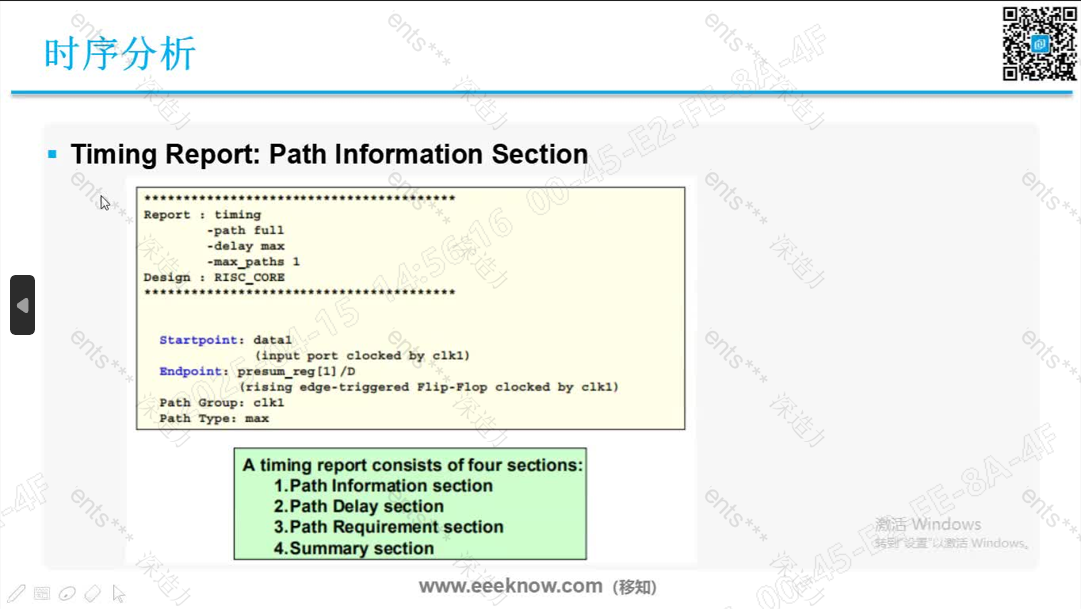 时序分析
Timing Report: Path Information Section
****************************************
Report : timing
-path full
-delay max
-max_paths 1
Design : RISC_CORE
****************************************
Startpoint: data1
(input port clocked by clk1)
Endpoint: presum_reg[1]/D
(rising edge-triggered Flip-Flop clocked by clk1)
Path Group: clk1
Path Type: max
A timing report consists of four sections:
1.Path Information section
2.Path Delay section
3.Path Requirement section
4.Summary section
激活 Windows
转到"设置"以激活 Windows。
www.eeeknow.com (移知)
ents***
深造
2025-04-15 14:56:16 00-45-E2-FE-8A-4F